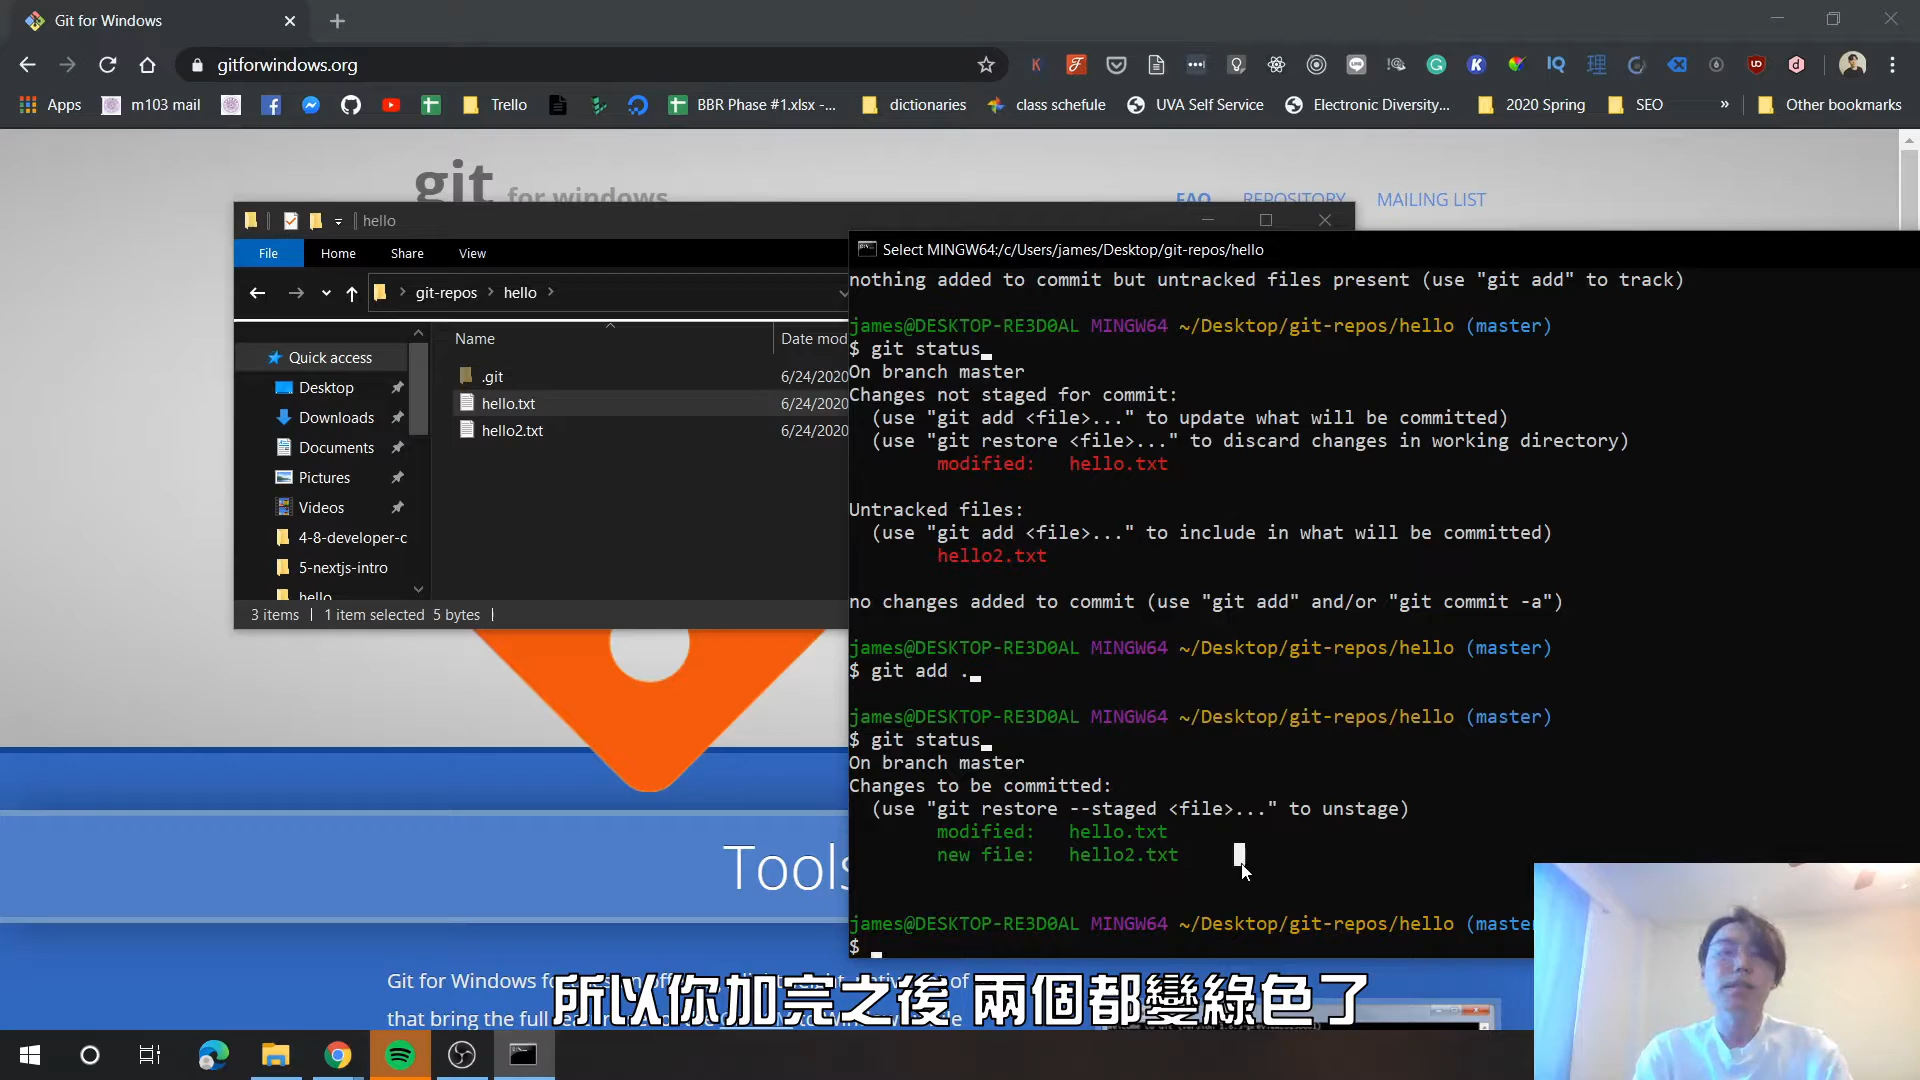 Git for Windows
gitforwindows.org
Apps
m103 mail
Trello
BBR Phase #1.xlsx -...
dictionaries
class schefule
UVA Self Service
Electronic Diversity...
2020 Spring
SEO
»
Other bookmarks
git for windows
FAQ
REPOSITORY
MAILING LIST
hello
File
Home
Share
View
git-repos
hello
Quick access
Desktop
Downloads
Documents
Pictures
Videos
4-8-developer-c
5-nextjs-intro
hello
Name
Date mod
.git
6/24/2020
hello.txt
6/24/2020
hello2.txt
6/24/2020
3 items
1 item selected 5 bytes
Select MINGW64:/c/Users/james/Desktop/git-repos/hello
nothing added to commit but untracked files present (use "git add" to track)
james@DESKTOP-RE3D0AL MINGW64 ~/Desktop/git-repos/hello (master)
$ git status
On branch master
Changes not staged for commit:
(use "git add <file>..." to update what will be committed)
(use "git restore <file>..." to discard changes in working directory)
modified: hello.txt
Untracked files:
(use "git add <file>..." to include in what will be committed)
hello2.txt
no changes added to commit (use "git add" and/or "git commit -a")
james@DESKTOP-RE3D0AL MINGW64 ~/Desktop/git-repos/hello (master)
$ git add .
james@DESKTOP-RE3D0AL MINGW64 ~/Desktop/git-repos/hello (master)
$ git status
On branch master
Changes to be committed:
(use "git restore --staged <file>..." to unstage)
modified: hello.txt
new file: hello2.txt
james@DESKTOP-RE3D0AL MINGW64 ~/Desktop/git-repos/hello (maste
$
Tools
Git for Windows
of
that bring the full
所以你加完之後 兩個都變綠色了